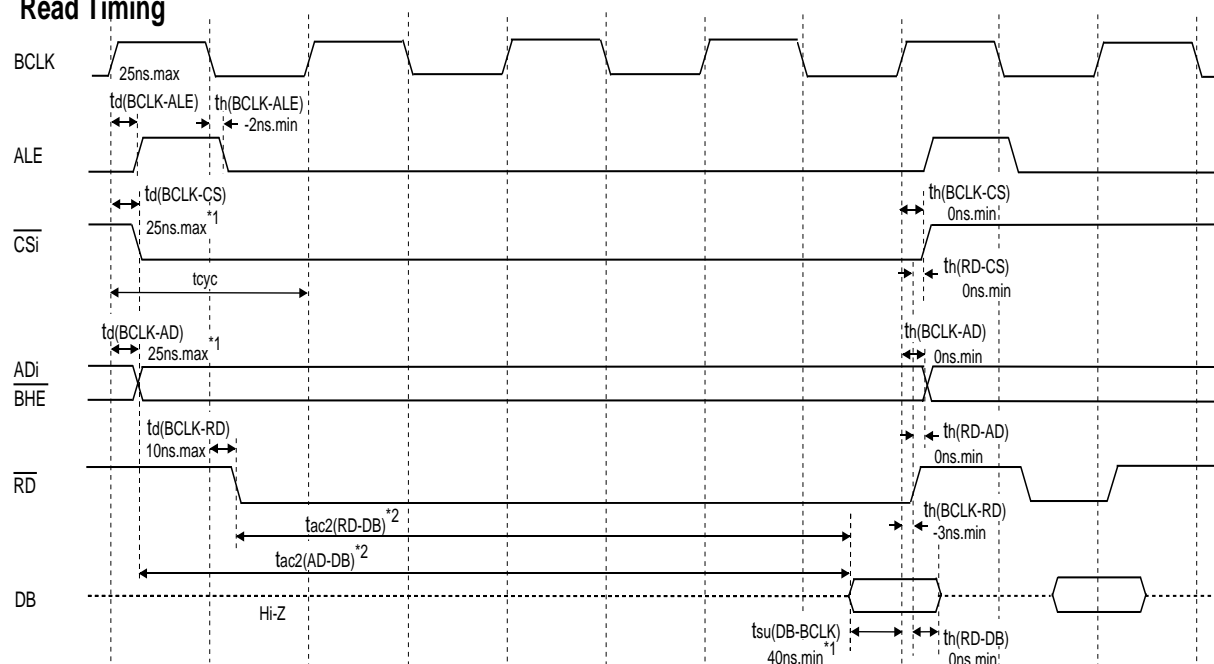 Read Timing
BCLK
25ns.max
td(BCLK-ALE)
th(BCLK-ALE)
-2ns.min
ALE
td(BCLK-CS)
25ns.max*1
th(BCLK-CS)
0ns.min
CSi
th(RD-CS)
0ns.min
tcyc
td(BCLK-AD)
25ns.max*1
th(BCLK-AD)
0ns.min
ADi
BHE
td(BCLK-RD)
10ns.max
th(RD-AD)
0ns.min
RD
th(BCLK-RD)
-3ns.min
tac2(RD-DB)*2
tac2(AD-DB)*2
DB
Hi-Z
tsu(DB-BCLK)
40ns.min*1
th(RD-DB)
0ns.min